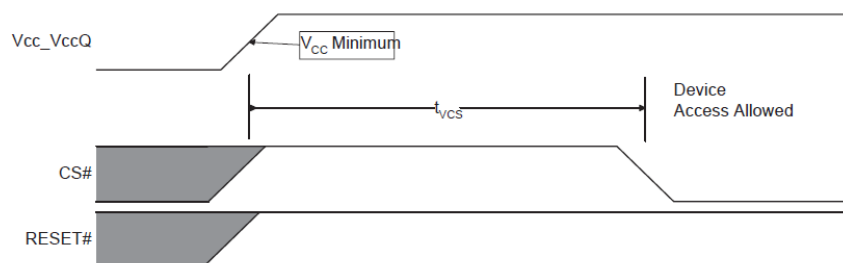 Vcc_VccQ
VCC Minimum
tVCS
Device
Access Allowed
CS#
RESET#